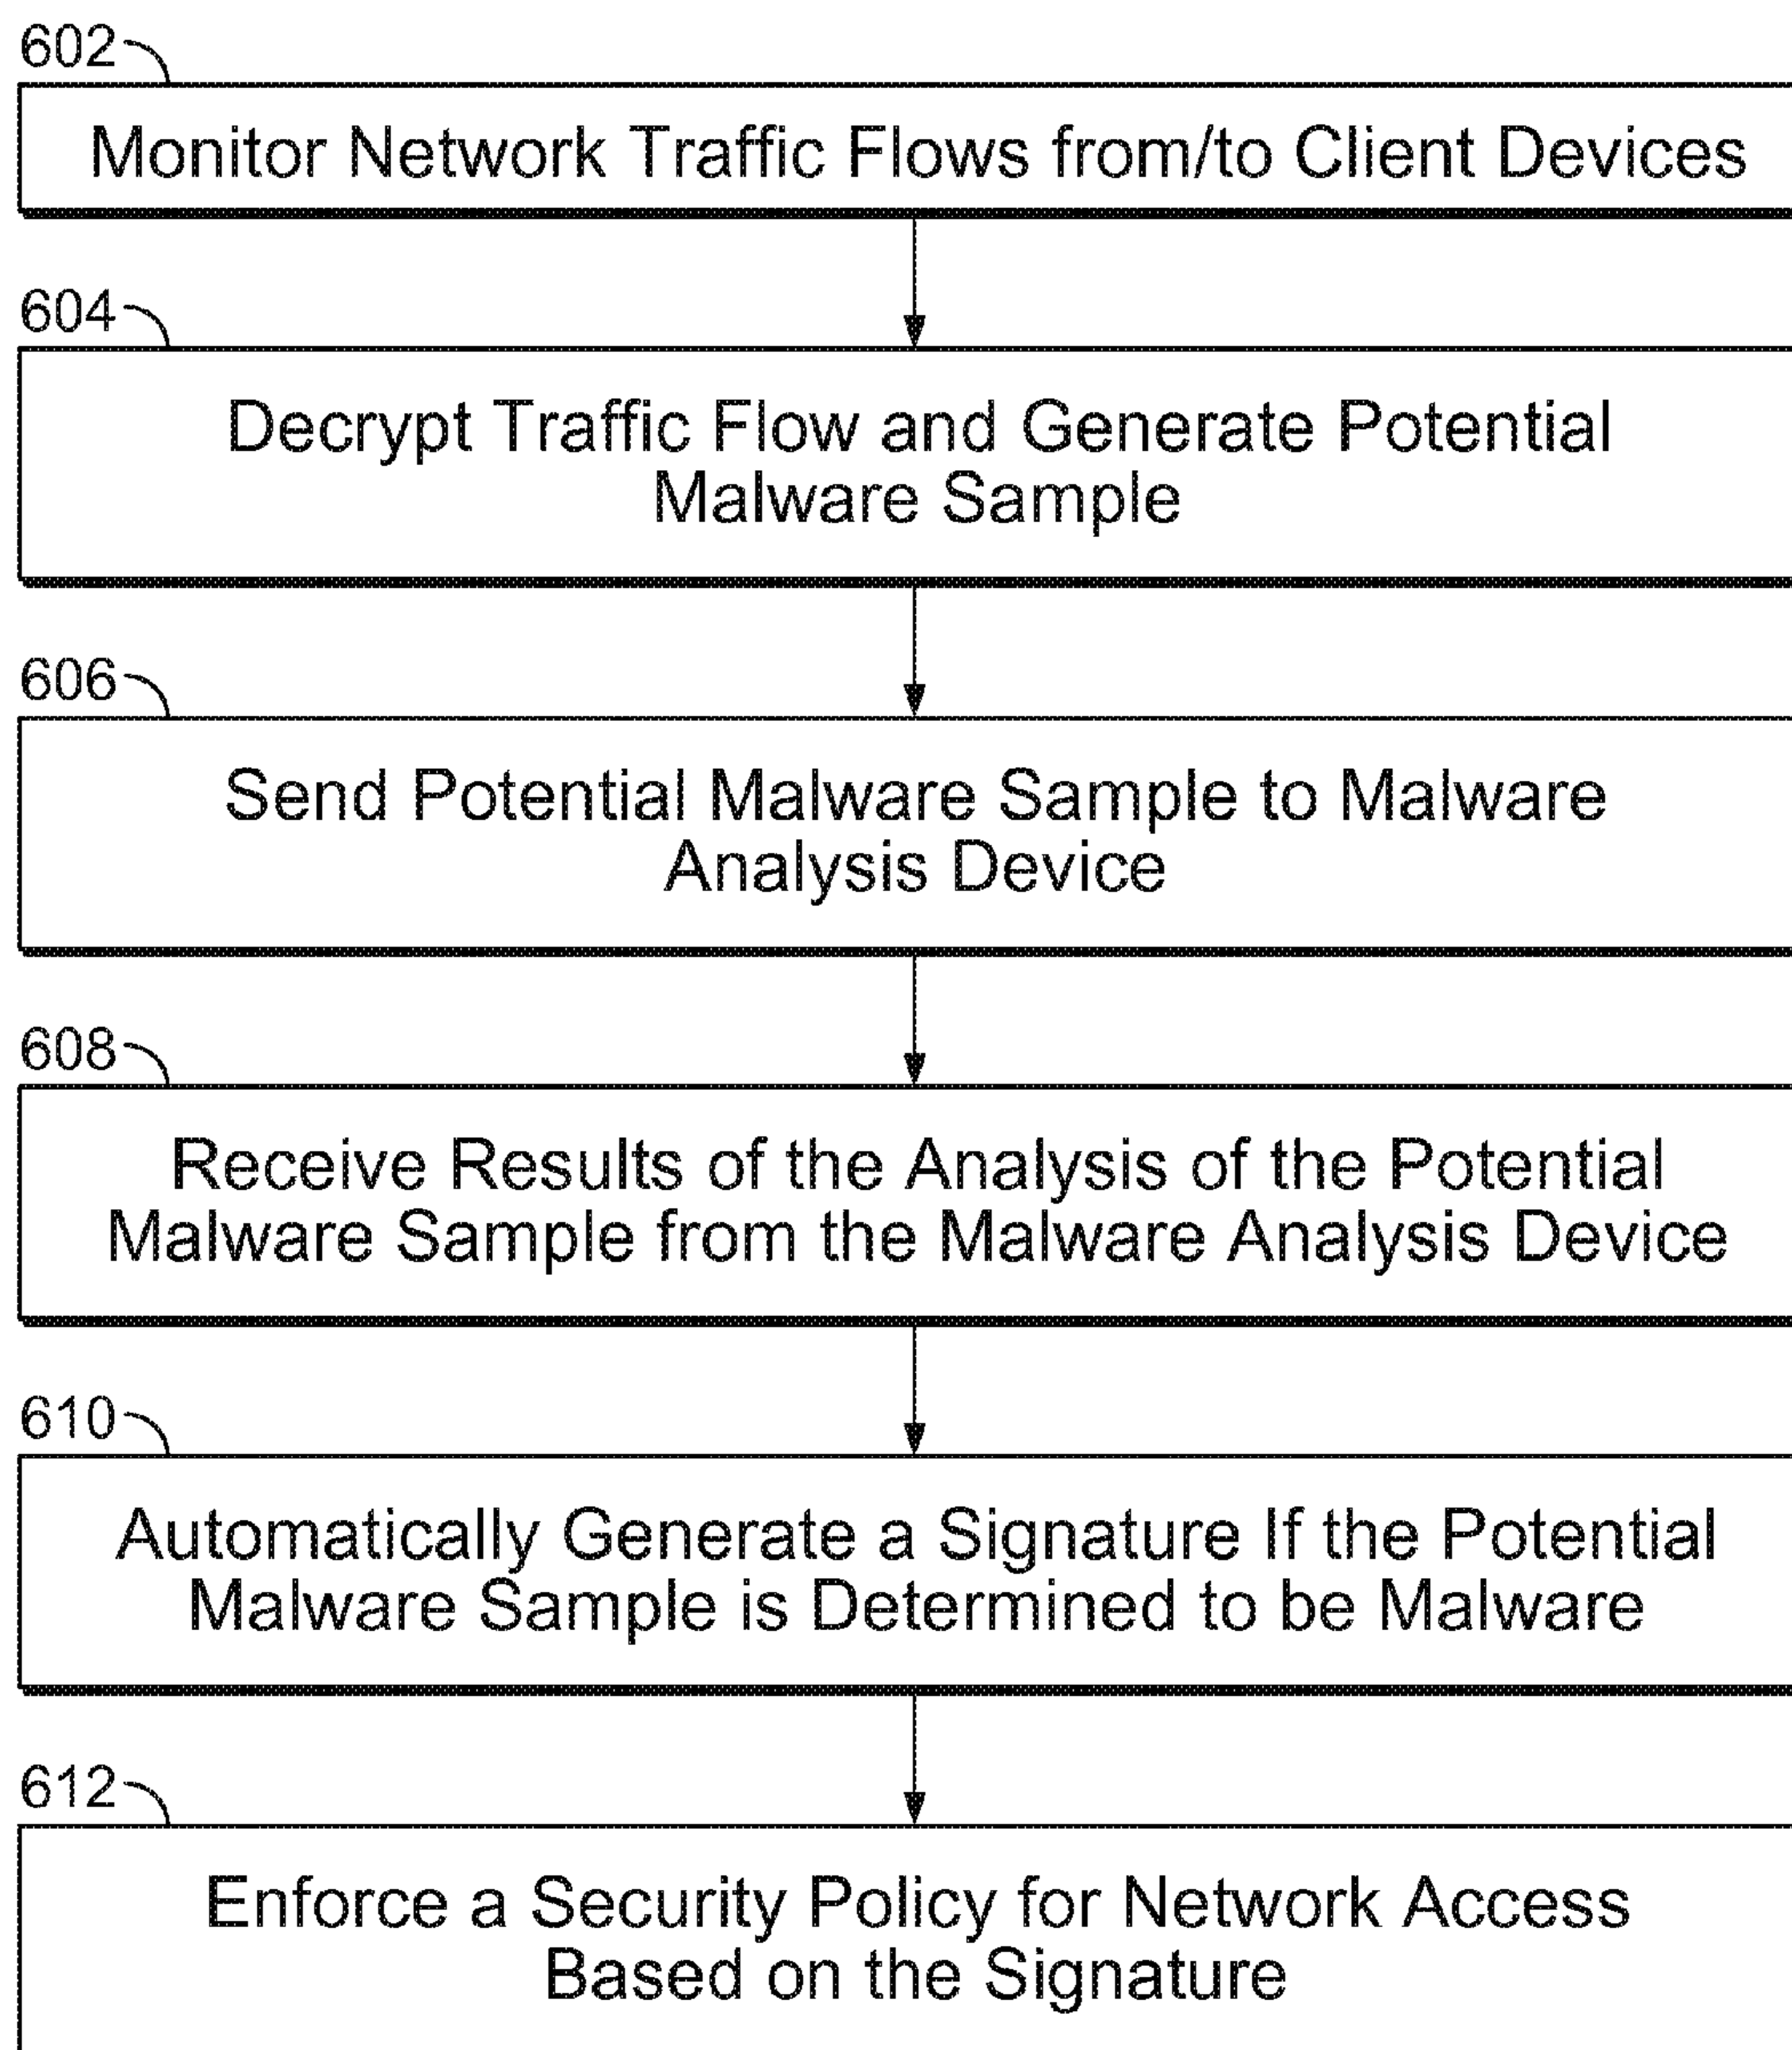 602
Monitor Network Traffic Flows from/to Client Devices
604
Decrypt Traffic Flow and Generate Potential
Malware Sample
606
Send Potential Malware Sample to Malware
Analysis Device
608
Receive Results of the Analysis of the Potential
Malware Sample from the Malware Analysis Device
610
Automatically Generate a Signature If the Potential
Malware Sample is Determined to be Malware
612
Enforce a Security Policy for Network Access
Based on the Signature